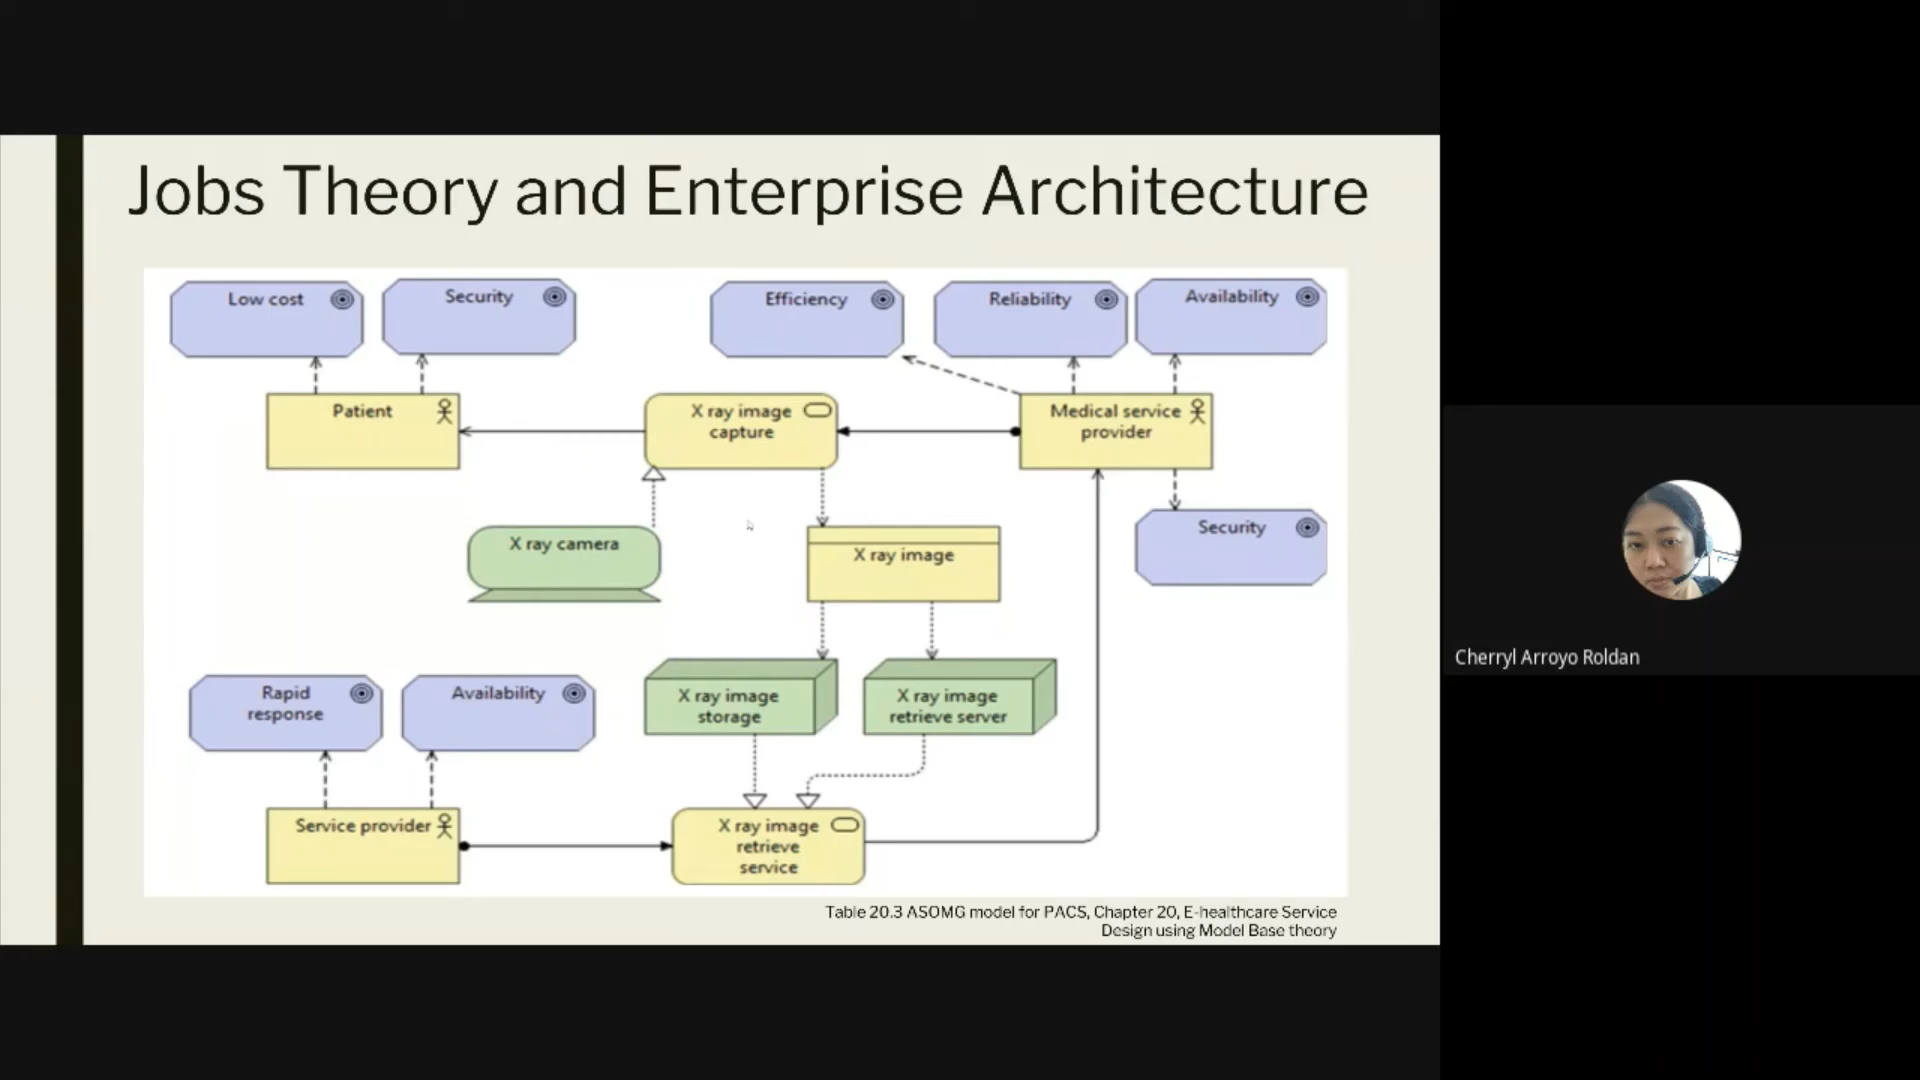 Jobs Theory and Enterprise Architecture
Low cost
Security
Efficiency
Reliability
Availability
Patient
X ray image
capture
Medical service
provider
X ray camera
X ray image
Security
Rapid
response
Availability
X ray image
storage
X ray image
retrieve server
Service provider
X ray image
retrieve
service
Table 20.3 ASOMG model for PACS, Chapter 20, E-healthcare Service
Design using Model Base theory
Cherryl Arroyo Roldan